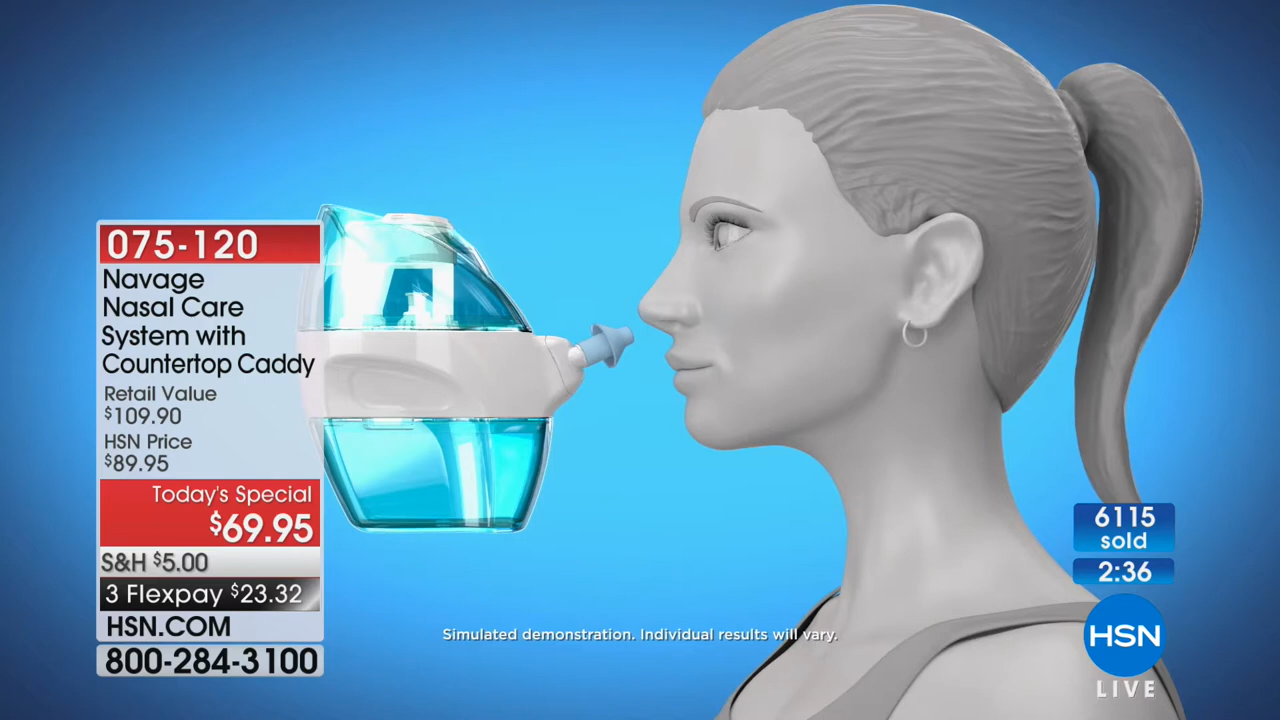 075-120
Navage
Nasal Care
System with
Countertop Caddy
Retail Value
$109.90
HSN Price
$89.95
Today's Special
$69.95
S&H $5.00
3 Flexpay $23.32
HSN.COM
800-284-3100
Simulated demonstration. Individual results will vary.
6115
sold
2:36
HSN
LIVE